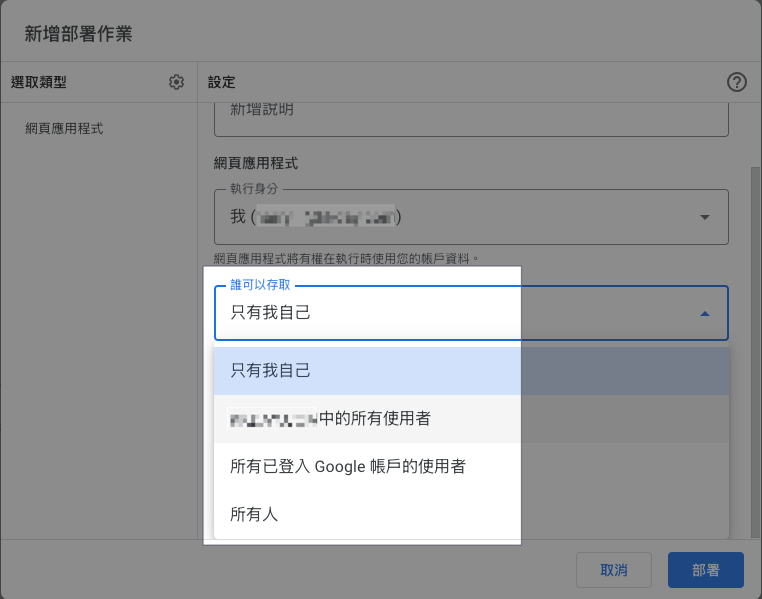 新增部署作業
選取類型
設定
網頁應用程式
新增說明
網頁應用程式
執行身分
我 ( )
網頁應用程式將有權在執行時使用您的帳戶資料。
誰可以存取
只有我自己
只有我自己
中的所有使用者
所有已登入 Google 帳戶的使用者
所有人
取消
部署